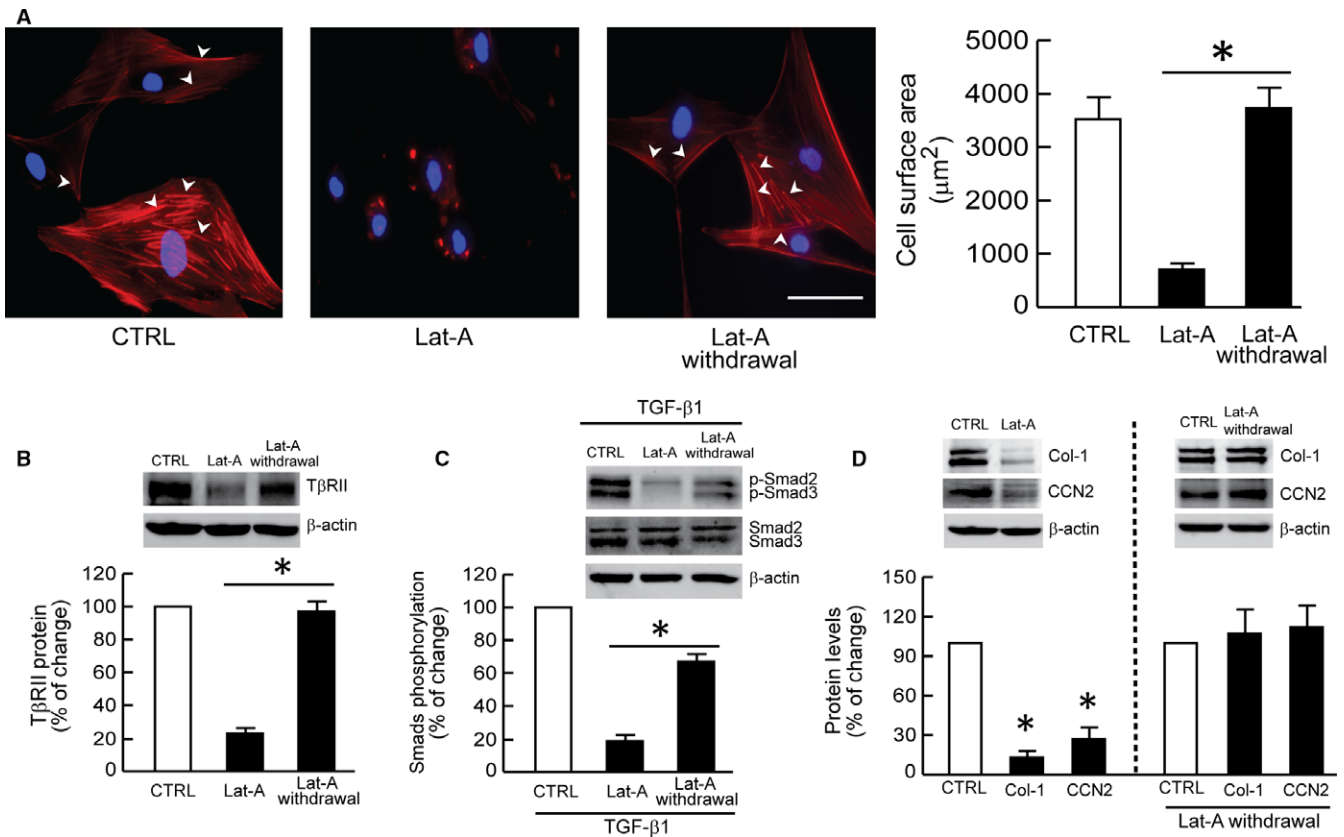 A
CTRL
Lat-A
Lat-A
withdrawal
Cell surface area
(μm²)
5000
4000
3000
2000
1000
0
*
CTRL
Lat-A
Lat-A
withdrawal
B
CTRL
Lat-A
Lat-A
withdrawal
TβRII
β-actin
TβRII protein
(% of change)
120
100
80
60
40
20
0
*
CTRL
Lat-A
Lat-A
withdrawal
C
TGF-β1
CTRL
Lat-A
Lat-A
withdrawal
p-Smad2
p-Smad3
Smad2
Smad3
β-actin
Smads phosphorylation
(% of change)
120
100
80
60
40
20
0
*
CTRL
Lat-A
Lat-A
withdrawal
TGF-β1
D
CTRL
Lat-A
Col-1
CCN2
β-actin
CTRL
Lat-A
withdrawal
Col-1
CCN2
β-actin
Protein levels
(% of change)
150
120
90
60
30
0
*
*
CTRL
Col-1
CCN2
CTRL
Col-1
CCN2
Lat-A withdrawal